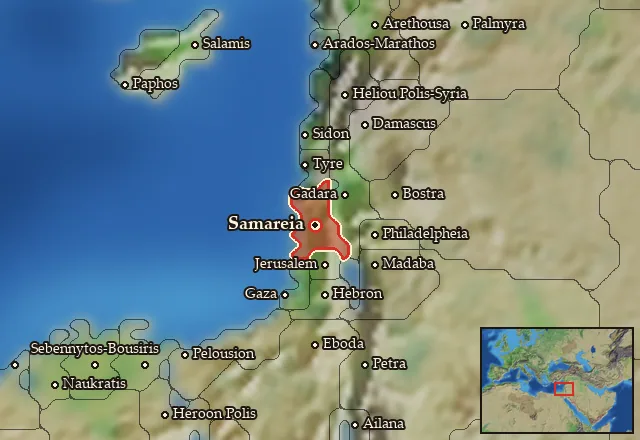 Arethousa
Palmyra
Salamis
Arados-Marathos
Paphos
Heliou Polis-Syria
Damascus
Sidon
Tyre
Gadara
Bostra
Samareia
Philadelpheia
Jerusalem
Madaba
Gaza
Hebron
Eboda
Sebennytos-Bousiris
Pelousion
Petra
Naukratis
Heroon Polis
Ailana